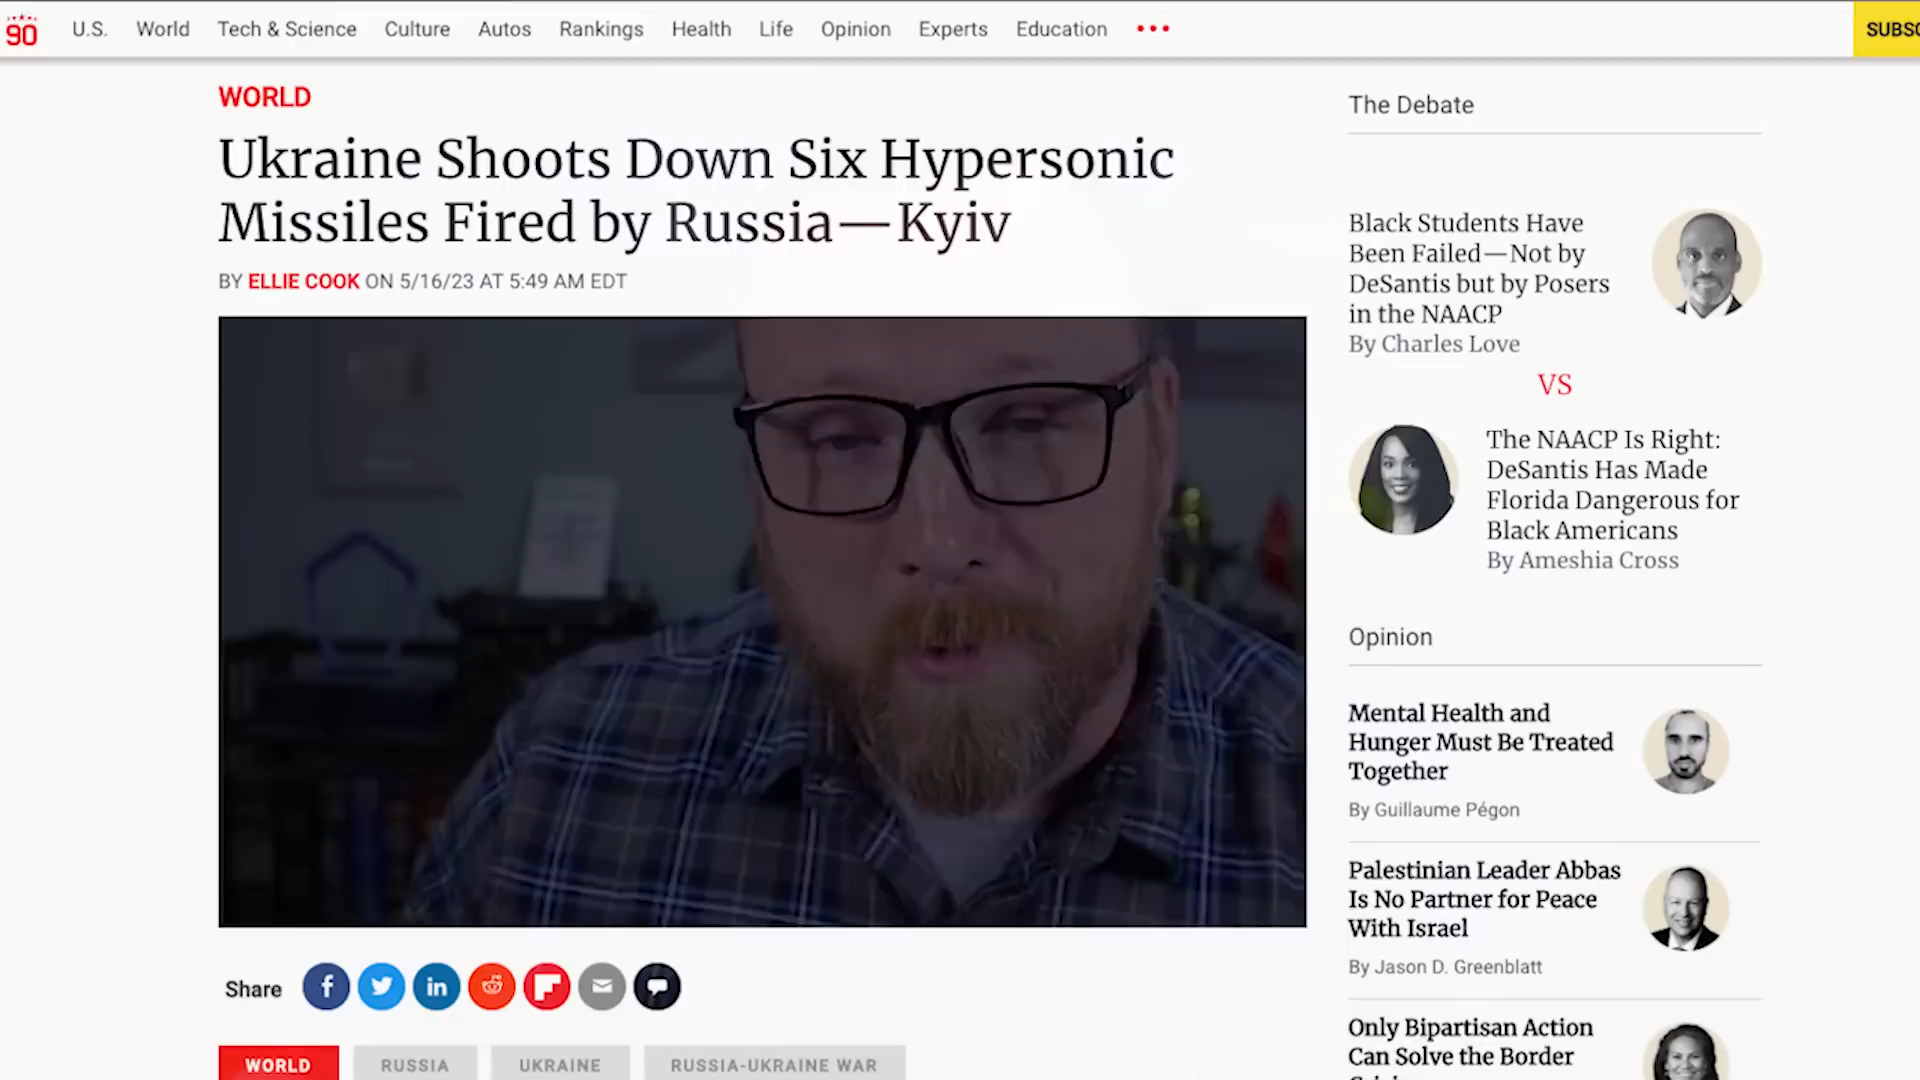 90
U.S. World Tech & Science Culture Autos Rankings Health Life Opinion Experts Education
SUBSC
WORLD
Ukraine Shoots Down Six Hypersonic
Missiles Fired by Russia—Kyiv
BY ELLIE COOK ON 5/16/23 AT 5:49 AM EDT
Share
WORLD RUSSIA UKRAINE RUSSIA-UKRAINE WAR
The Debate
Black Students Have
Been Failed—Not by
DeSantis but by Posers
in the NAACP
By Charles Love
VS
The NAACP Is Right:
DeSantis Has Made
Florida Dangerous for
Black Americans
By Ameshia Cross
Opinion
Mental Health and
Hunger Must Be Treated
Together
By Guillaume Pégon
Palestinian Leader Abbas
Is No Partner for Peace
With Israel
By Jason D. Greenblatt
Only Bipartisan Action
Can Solve the Border